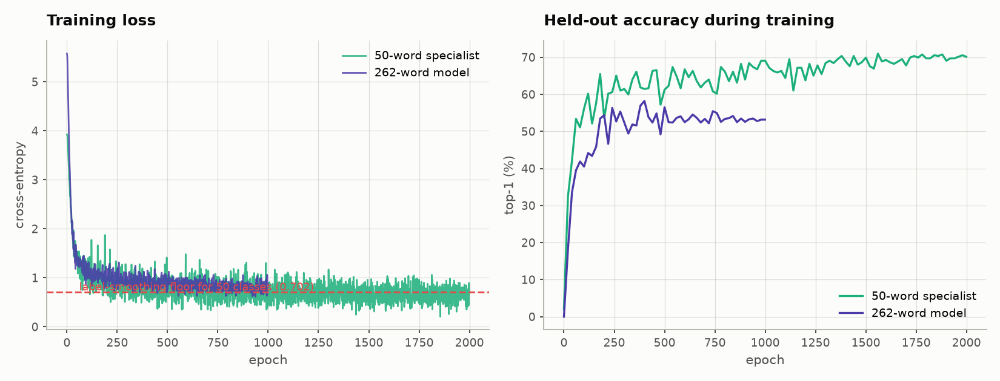 Training loss
50-word specialist
262-word model
label-smoothing floor for 50 classes (0.702)
cross-entropy
5
4
3
2
1
0
0 250 500 750 1000 1250 1500 1750 2000
epoch
Held-out accuracy during training
top-1 (%)
70
60
50
40
30
20
10
0
50-word specialist
262-word model
0 250 500 750 1000 1250 1500 1750 2000
epoch